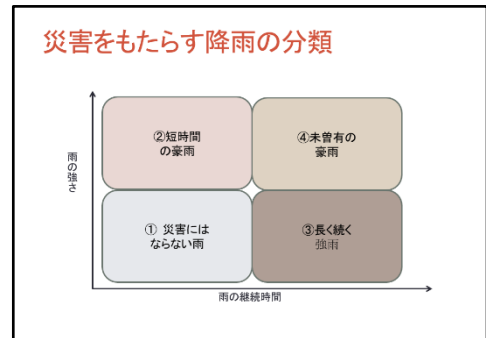 災害をもたらす降雨の分類
雨の強さ
②短時間
の豪雨
④未曽有の
豪雨
① 災害には
ならない雨
③長く続く
強雨
雨の継続時間